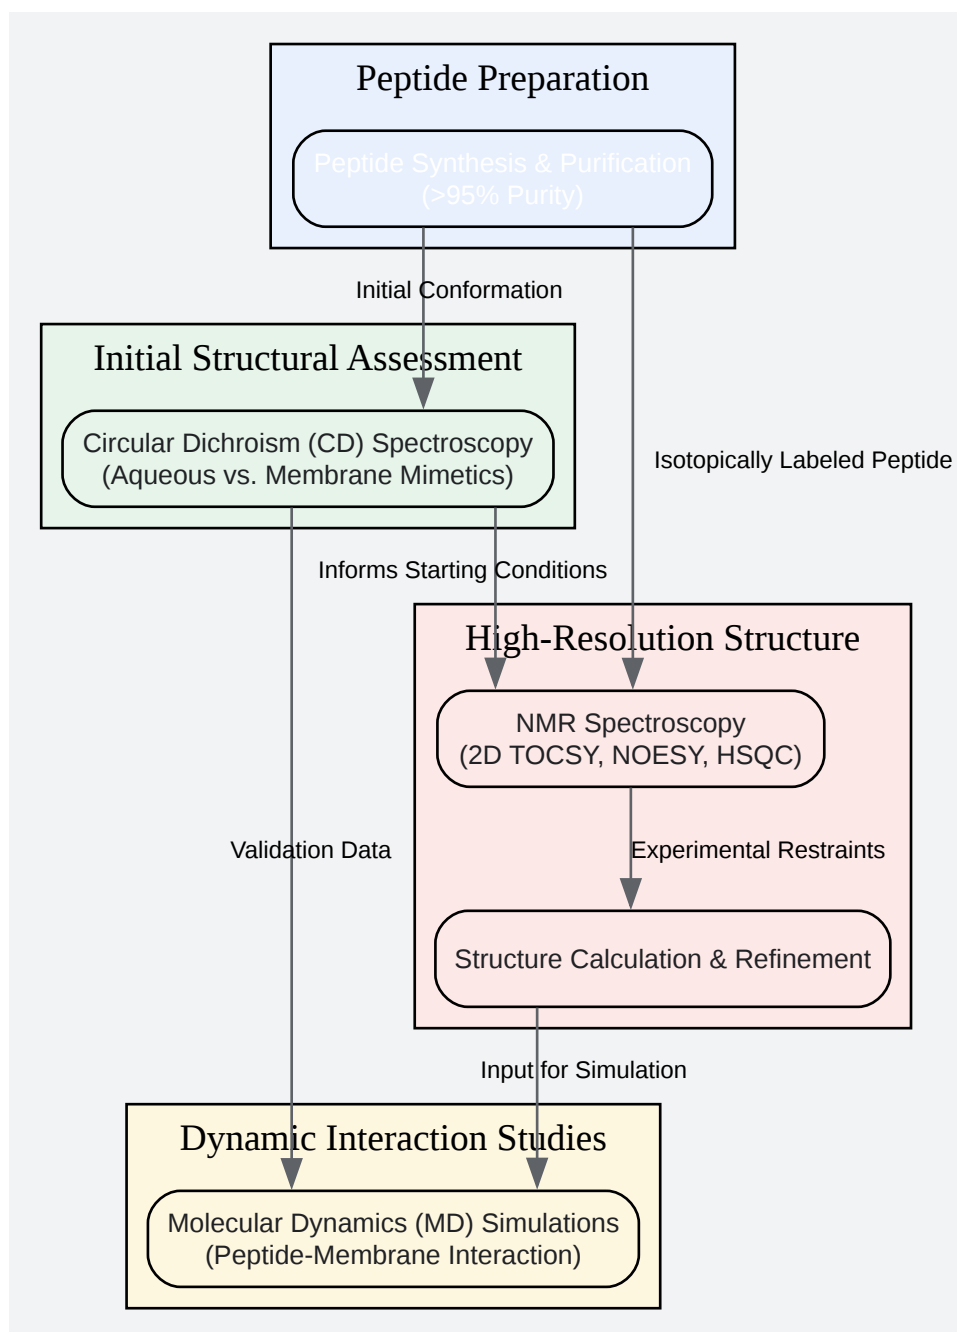 Peptide Preparation
Peptide Synthesis & Purification
(>95% Purity)
Initial Conformation
Initial Structural Assessment
Circular Dichroism (CD) Spectroscopy
(Aqueous vs. Membrane Mimetics)
Isotopically Labeled Peptide
Informs Starting Conditions
High-Resolution Structure
NMR Spectroscopy
(2D TOCSY, NOESY, HSQC)
Validation Data
Experimental Restraints
Structure Calculation & Refinement
Input for Simulation
Dynamic Interaction Studies
Molecular Dynamics (MD) Simulations
(Peptide-Membrane Interaction)